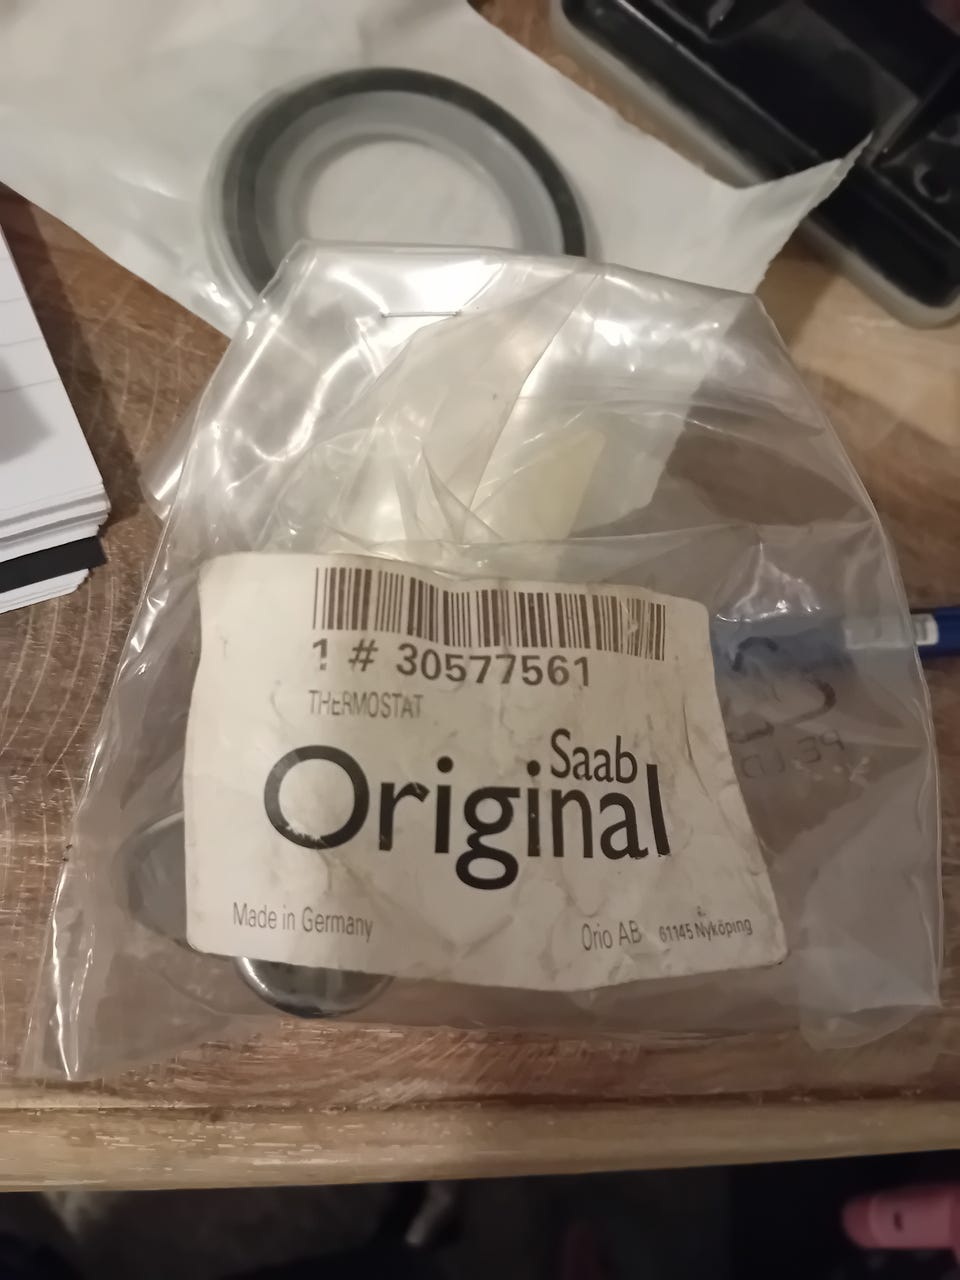 1 # 30577561
THERMOSTAT
Saab
Original
Made in Germany
Orio AB 61145 Nyköping